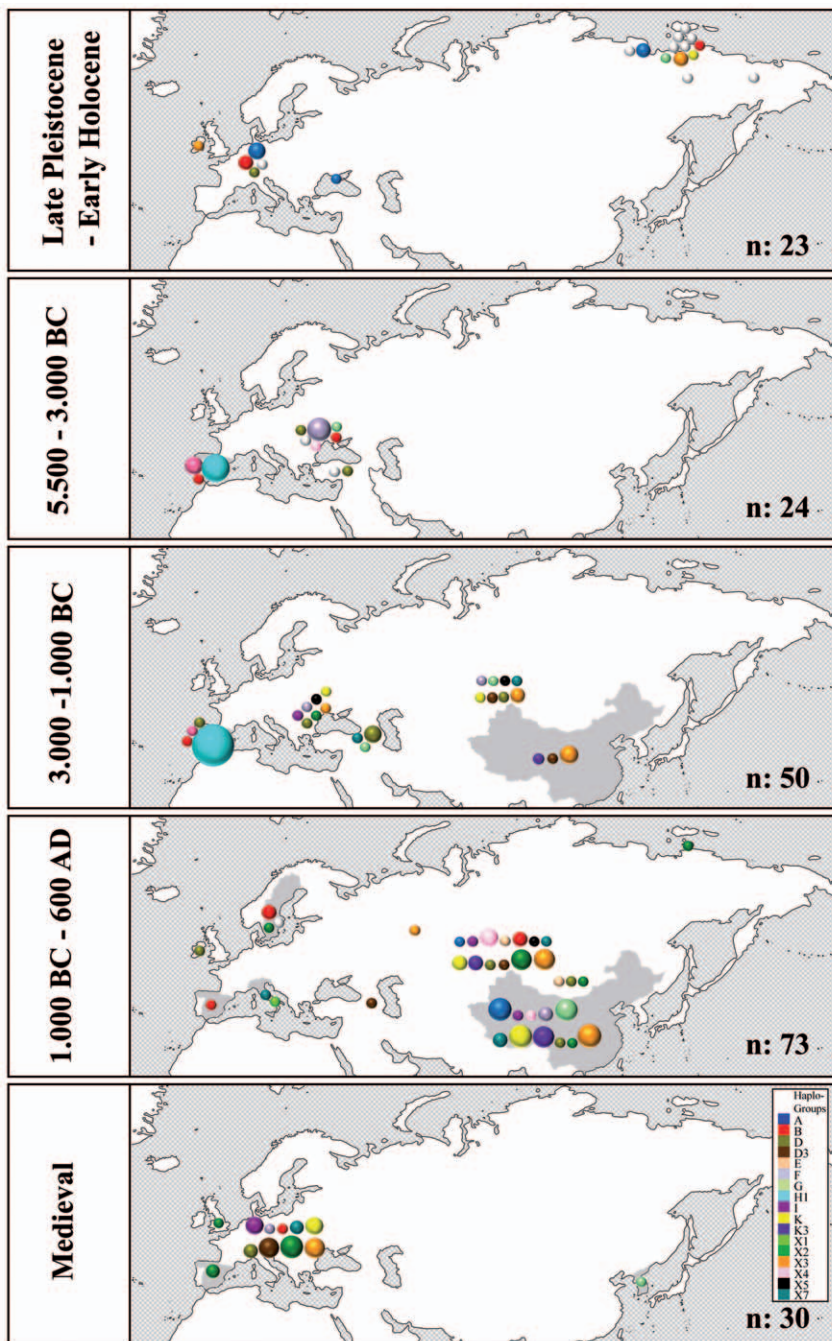 Late Pleistocene
- Early Holocene
n: 23
5.500 - 3.000 BC
n: 24
3.000 -1.000 BC
n: 50
1.000 BC - 600 AD
n: 73
Medieval
Haplo-
Groups
A
B
D
D3
E
F
G
H1
I
K
K3
X1
X2
X3
X4
X5
X7
n: 30